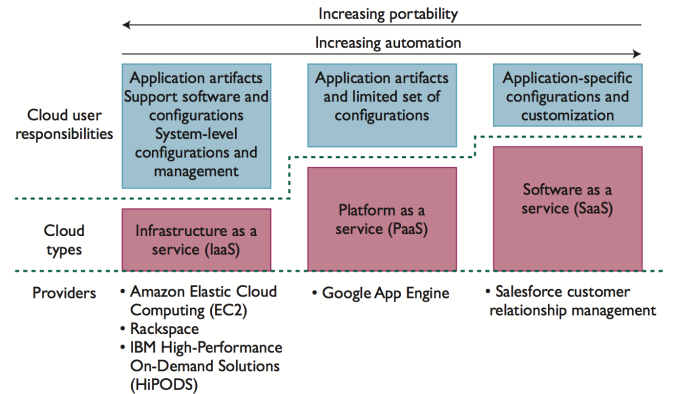 Increasing portability
Increasing automation
Cloud user
responsibilities
Application artifacts
Support software and
configurations
System-level
configurations and
management
Application artifacts
and limited set of
configurations
Application-specific
configurations and
customization
Cloud
types
Infrastructure as a
service (IaaS)
Platform as a
service (PaaS)
Software as a
service (SaaS)
Providers
• Amazon Elastic Cloud
Computing (EC2)
• Rackspace
• IBM High-Performance
On-Demand Solutions
(HiPODS)
• Google App Engine
• Salesforce customer
relationship management